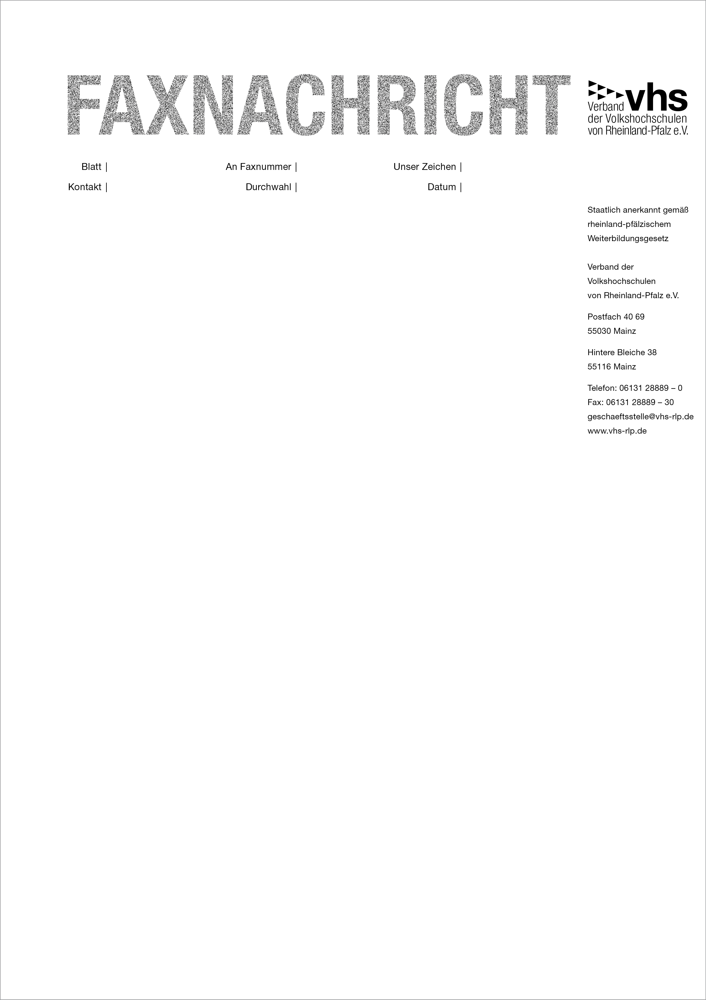 FAXNACHRICHT
vhs
Verband
der Volkshochschulen
von Rheinland-Pfalz e.V.
Blatt | An Faxnummer | Unser Zeichen |
Kontakt | Durchwahl | Datum |
Staatlich anerkannt gemäß
rheinland-pfälzischem
Weiterbildungsgesetz
Verband der
Volkshochschulen
von Rheinland-Pfalz e.V.
Postfach 40 69
55030 Mainz
Hintere Bleiche 38
55116 Mainz
Telefon: 06131 28889 – 0
Fax: 06131 28889 – 30
geschaeftsstelle@vhs-rlp.de
www.vhs-rlp.de